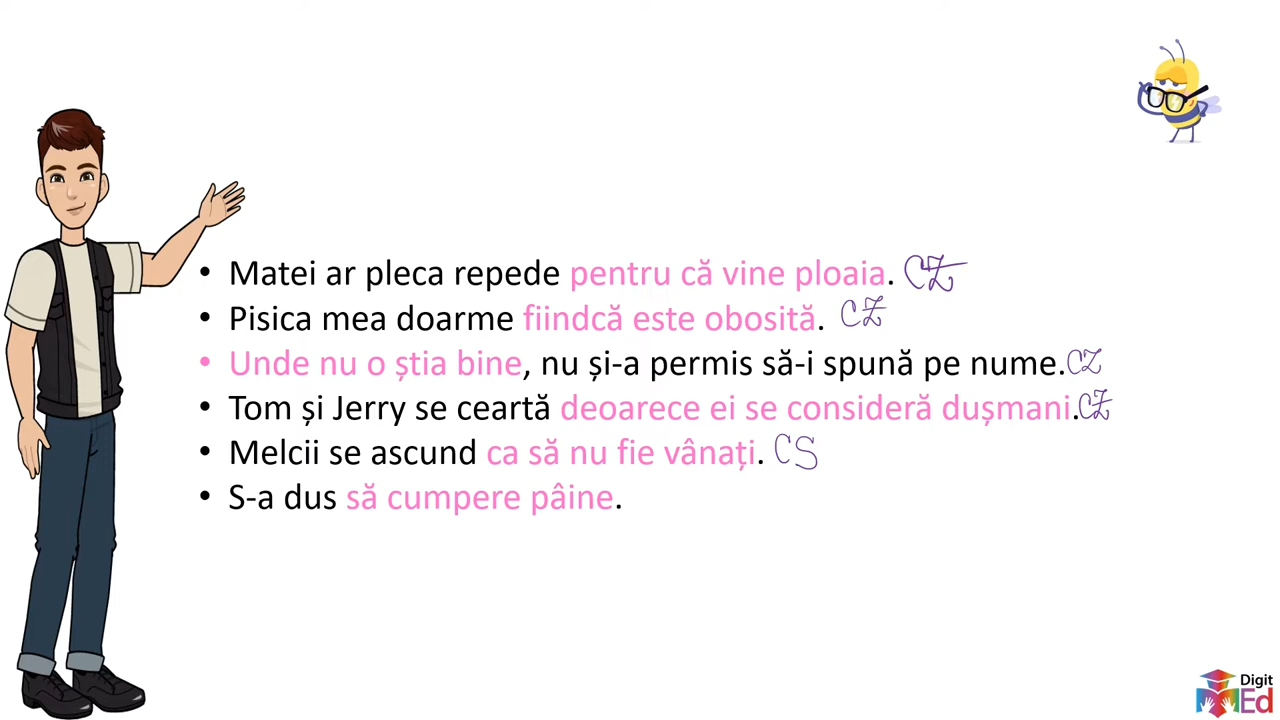 • Matei ar pleca repede pentru că vine ploaia. CZ
• Pisica mea doarme fiindcă este obosită. CZ
• Unde nu o știa bine, nu și-a permis să-i spună pe nume. CZ
• Tom și Jerry se ceartă deoarece ei se consideră dușmani. CZ
• Melcii se ascund ca să nu fie vânați. CS
• S-a dus să cumpere pâine.
Digit
Ed